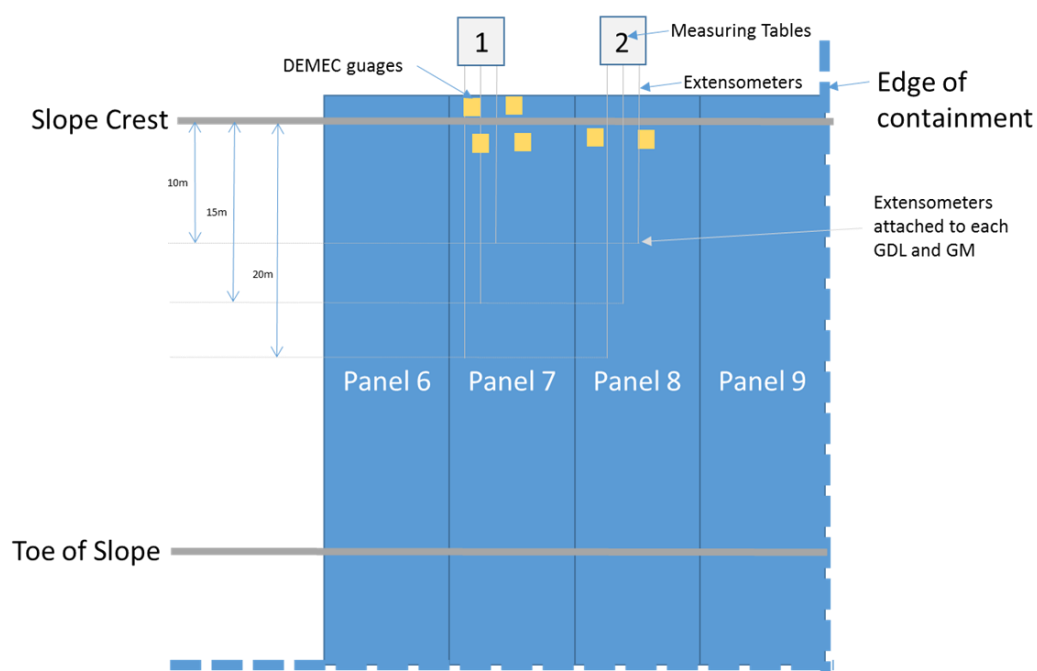 1
2
Measuring Tables
DEMEC guages
Extensometers
Edge of
containment
Slope Crest
10m
15m
20m
Extensometers
attached to each
GDL and GM
Panel 6
Panel 7
Panel 8
Panel 9
Toe of Slope